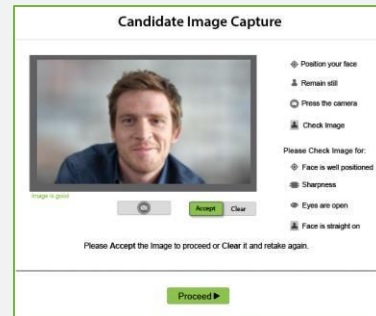 Candidate Image Capture
Position your face
Remain still
Press the camera
Check Image
Please Check Image for:
Face is well positioned
Sharpness
Eyes are open
Face is straight on
Image is good
Accept
Clear
Please Accept the Image to proceed or Clear it and retake again.
Proceed